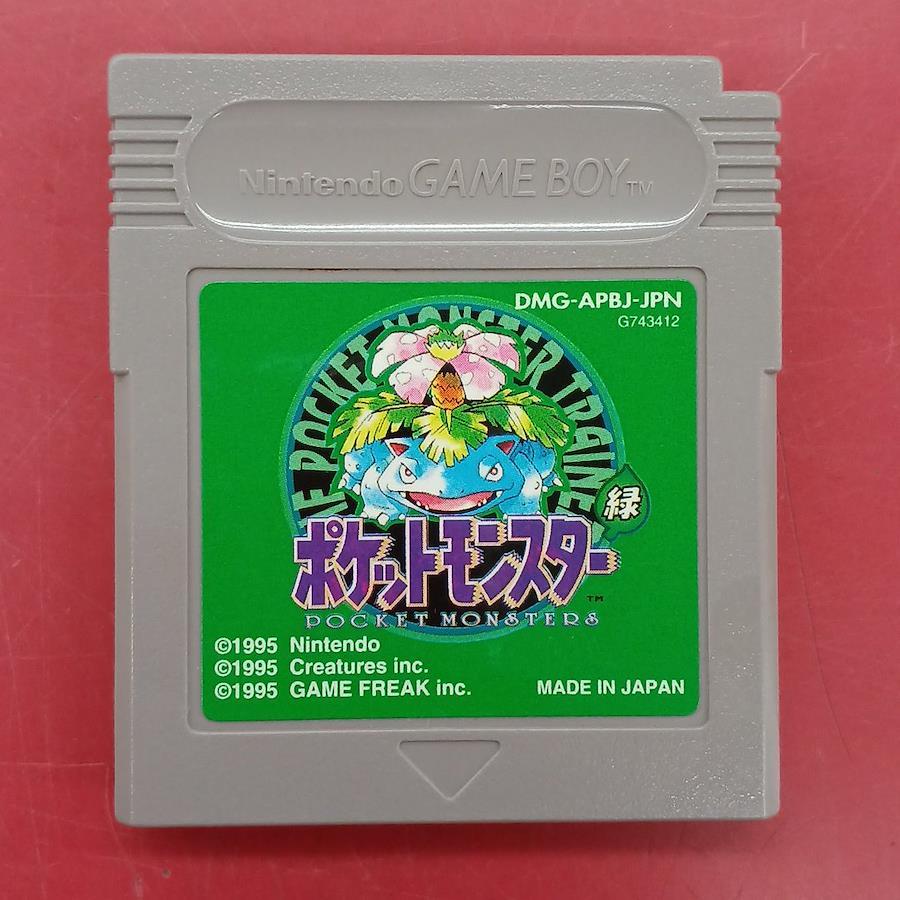 Nintendo GAME BOY TM
DMG-APBJ-JPN
G743412
POCKET MONSTER TRAINE
緑
ポケットモンスター
TM
POCKET MONSTERS
©1995 Nintendo
©1995 Creatures inc.
©1995 GAME FREAK inc.
MADE IN JAPAN